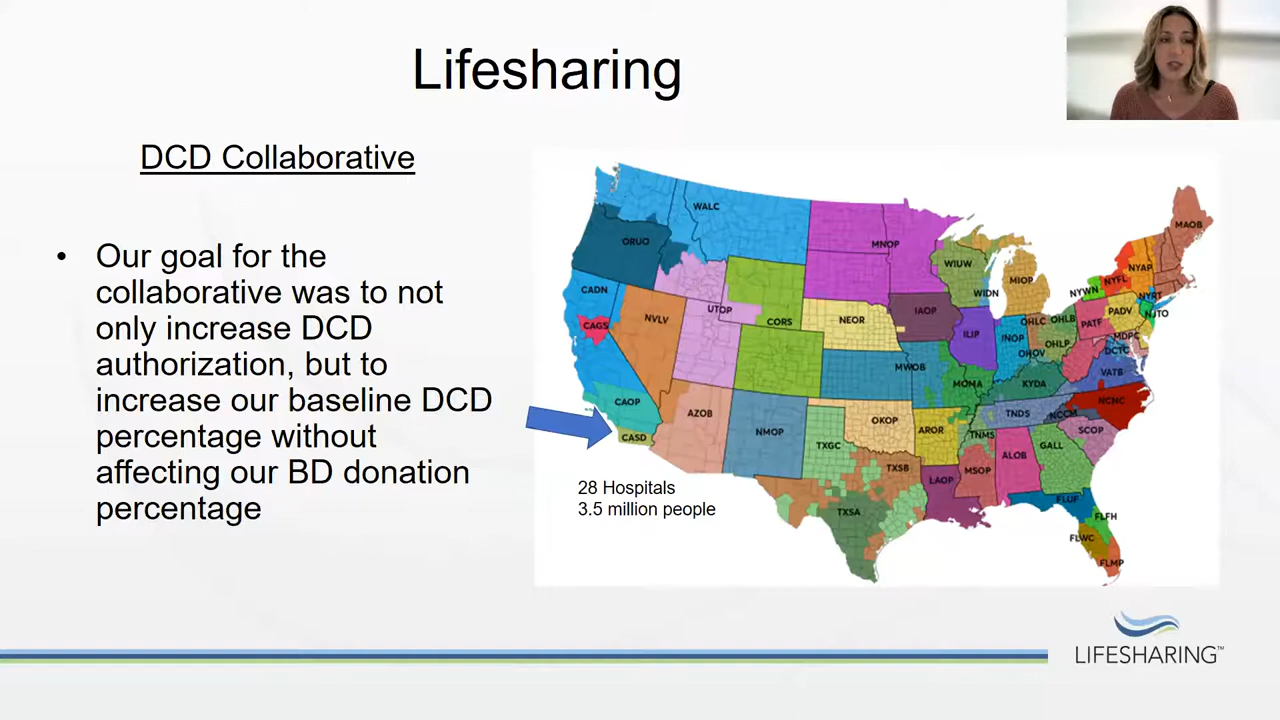 Lifesharing
DCD Collaborative
• Our goal for the
collaborative was to not
only increase DCD
authorization, but to
increase our baseline DCD
percentage without
affecting our BD donation
percentage
WALC
ORUO
MNOP
MAOB
WIUW
NYAP
NYFL
CADN
WIDN
MIOP
NYWN
NYRT
UTOP
IAOP
PADV
NJTO
NVLV
CORS
NEOR
CAGS
OHLC
OHLB
PATF
ILIP
INOP
OHLP
MDPC
OHOV
DCTC
MWOB
VATB
MOMA
KYDA
CAOP
AZOB
NCNC
TNDS
NCCM
OKOP
AROR
SCOP
CASD
NMOP
TXGC
TNMS
GALL
ALOB
TXSB
MSOP
LAOP
28 Hospitals
3.5 million people
FLUF
TXSA
FLFH
FLWC
FLMP
LIFESHARING™